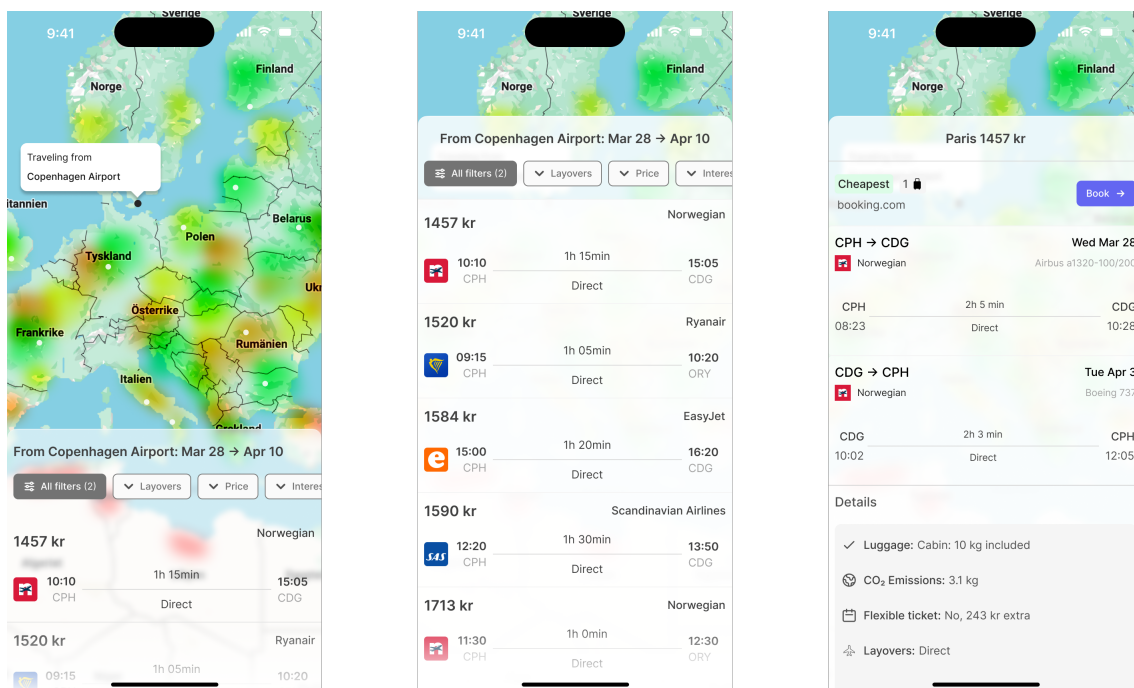 Sverige
9:41
Finland
Norge
Traveling from
Copenhagen Airport
itannien
Belarus
Polen
Tyskland
Ukr
Österrike
Frankrike
Rumänien
Italien
Grekland
From Copenhagen Airport: Mar 28 → Apr 10
All filters (2)
Layovers
Price
Interes
1457 kr
Norwegian
10:10
1h 15min
15:05
CPH
Direct
CDG
1520 kr
Ryanair
09:15
1h 05min
10:20
Sverige
9:41
Finland
Norge
From Copenhagen Airport: Mar 28 → Apr 10
All filters (2)
Layovers
Price
Interes
1457 kr
Norwegian
10:10
1h 15min
15:05
CPH
Direct
CDG
1520 kr
Ryanair
09:15
1h 05min
10:20
CPH
Direct
ORY
1584 kr
EasyJet
e
15:00
1h 20min
16:20
CPH
Direct
CDG
1590 kr
Scandinavian Airlines
SAS
12:20
1h 30min
13:50
CPH
Direct
CDG
1713 kr
Norwegian
11:30
1h 0min
12:30
CPH
Direct
ORY
Sverige
9:41
Finland
Norge
Paris 1457 kr
Cheapest
1
booking.com
Book →
CPH → CDG
Wed Mar 28
Norwegian
Airbus a1320-100/200
CPH
2h 5 min
CDG
08:23
Direct
10:28
CDG → CPH
Tue Apr 3
Norwegian
Boeing 737
CDG
2h 3 min
CPH
10:02
Direct
12:05
Details
Luggage: Cabin: 10 kg included
CO₂ Emissions: 3.1 kg
Flexible ticket: No, 243 kr extra
Layovers: Direct